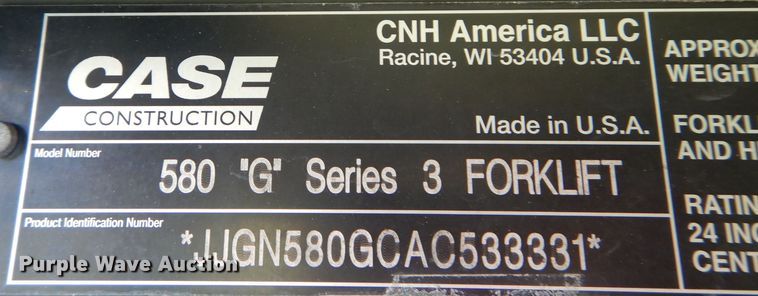 CASE
CONSTRUCTION
CNH America LLC
Racine, WI 53404 U.S.A.
Made in U.S.A.
Model Number
580 "G" Series 3 FORKLIFT
Product Identification Number
*JJGN580GCAC533331*
APPROX
WEIGHT
FORKL
AND H
RATIN
24 INC
CENT
Purple Wave Auction